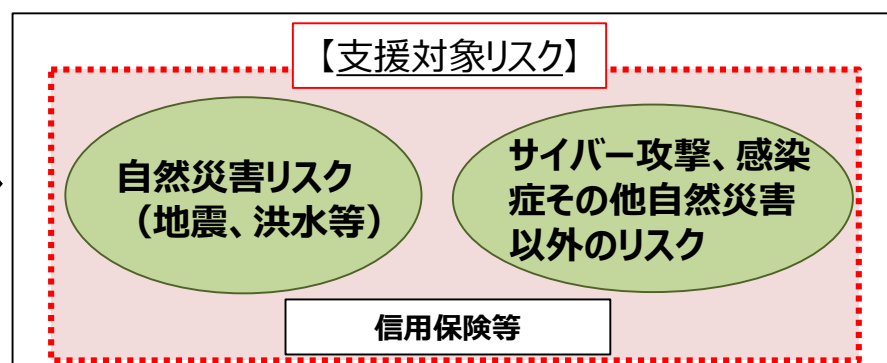 【支援対象リスク】
自然災害リスク
（地震、洪水等）
サイバー攻撃、感染
症その他自然災害
以外のリスク
信用保険等